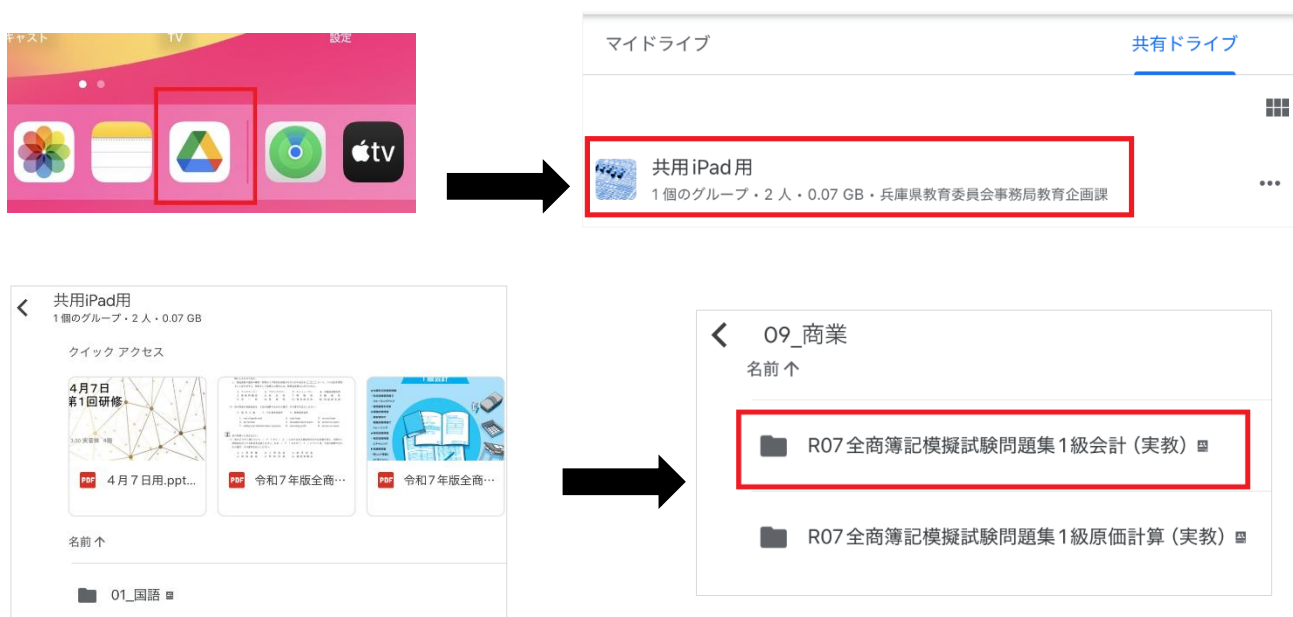 キャスト
TV
設定
tv
マイドライブ
共有ドライブ
共用iPad用
1個のグループ・2人・0.07 GB・兵庫県教育委員会事務局教育企画課
共用iPad用
1個のグループ・2人・0.07 GB
クイック アクセス
4月7日
第1回研修
1級会計
PDF 4月7日用.ppt...
PDF 令和7年版全商…
PDF 令和7年版全商…
名前↑
01_国語
09_商業
名前↑
R07全商簿記模擬試験問題集1級会計（実教）
R07全商簿記模擬試験問題集1級原価計算（実教）